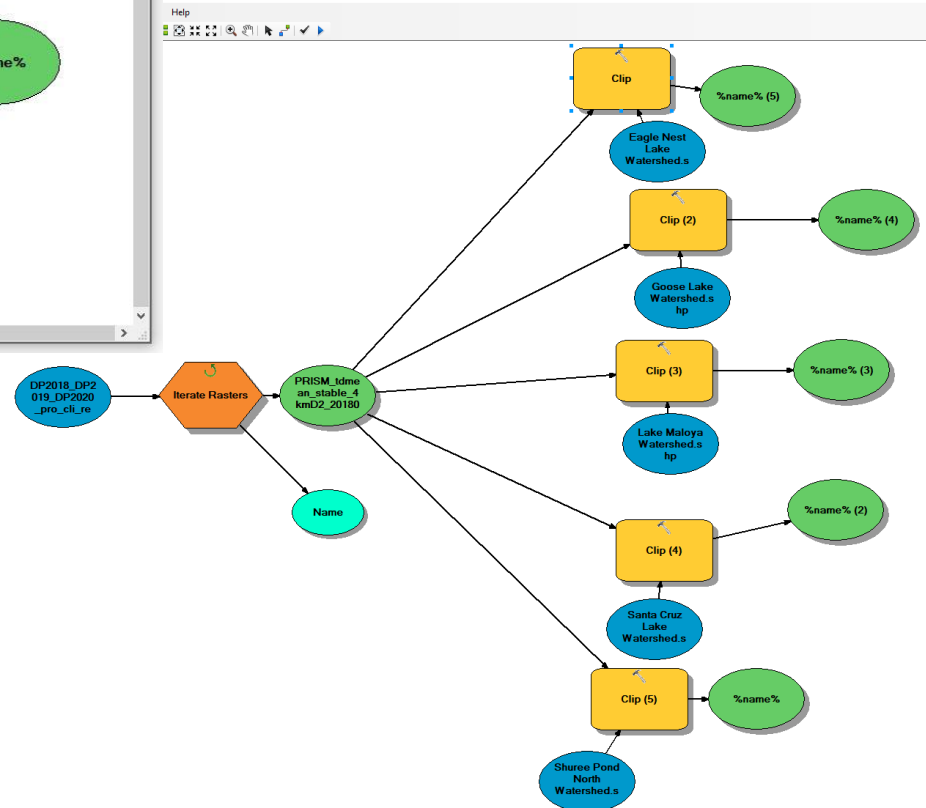 Help
ne%
Clip
%name% (5)
Eagle Nest
Lake
Watershed.s
Clip (2)
%name% (4)
Goose Lake
Watershed.s
hp
DP2018_DP2
019_DP2020
_pro_cli_re
Iterate Rasters
PRISM_tdme
an_stable_4
kmD2_20180
Name
Clip (3)
%name% (3)
Lake Maloya
Watershed.s
hp
Clip (4)
%name% (2)
Santa Cruz
Lake
Watershed.s
Clip (5)
%name%
Shuree Pond
North
Watershed.s